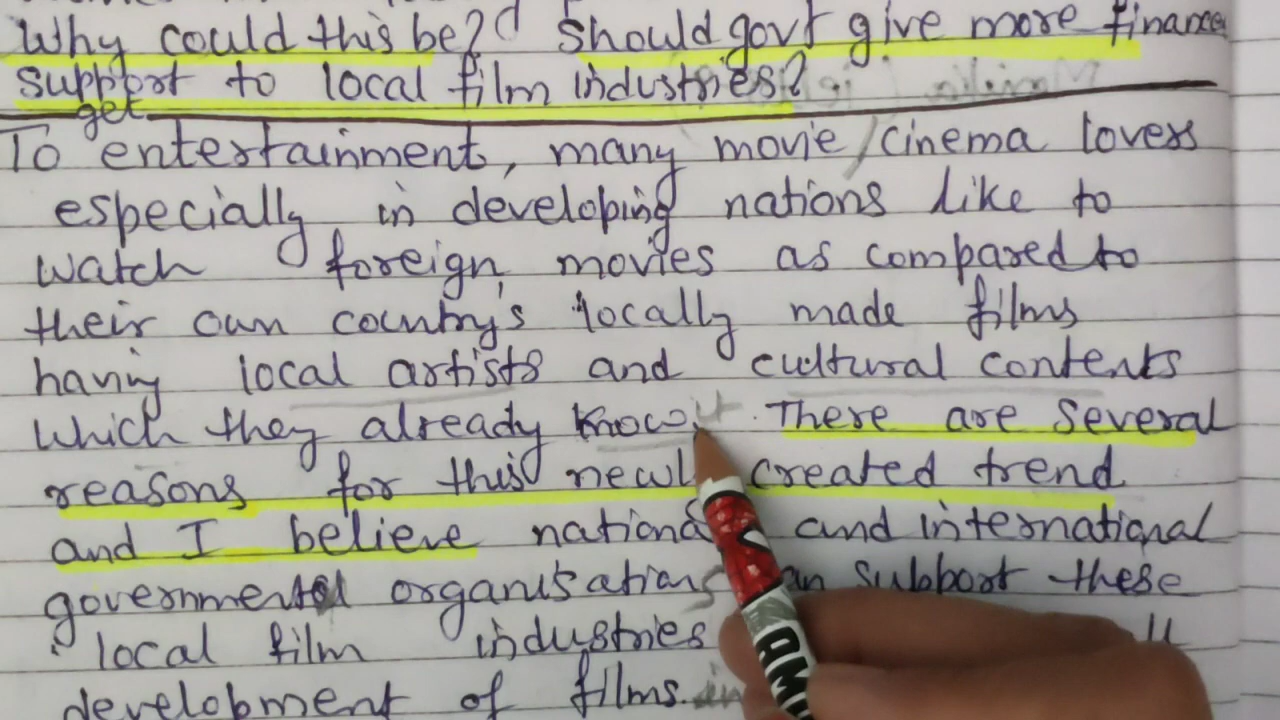 Why could this be? Should govt give more finance
support to local film industries?
get
To entertainment, many movie/cinema lovers
especially in developing nations like to
watch foreign movies as compared to
their own country's locally made films
having local artists and cultural contents
which they already know. There are several
reasons for this newly created trend
and I believe national and international
governmental organisations can support these
local film industries
development of films.